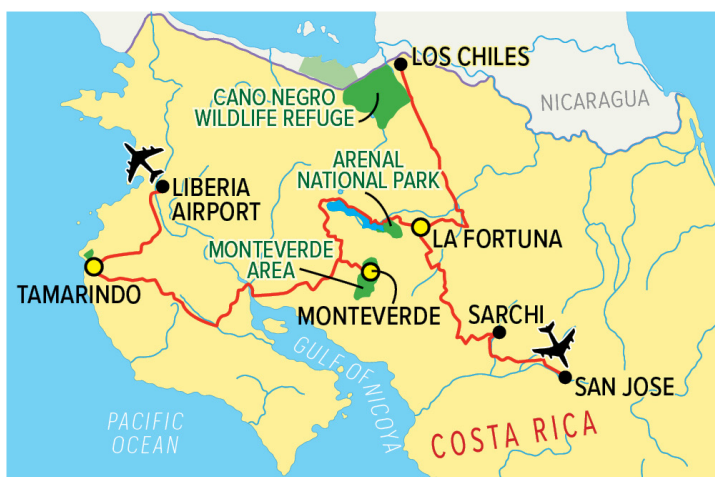 LOS CHILES
CANO NEGRO
WILDLIFE REFUGE
NICARAGUA
ARENAL
NATIONAL PARK
LIBERIA
AIRPORT
LA FORTUNA
MONTEVERDE
AREA
TAMARINDO
MONTEVERDE
SARCHI
GULF OF NICOYA
SAN JOSE
PACIFIC
OCEAN
COSTA RICA